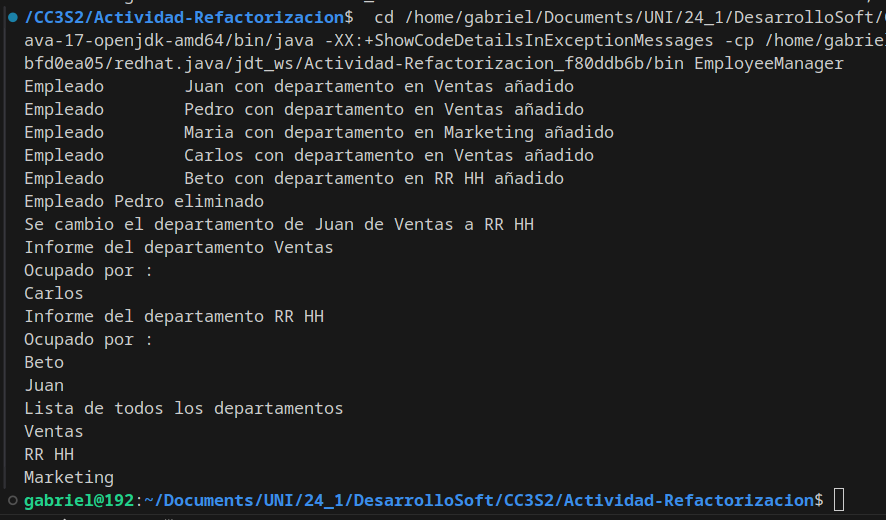 /CC3S2/Actividad-Refactorizacion$ cd /home/gabriel/Documents/UNI/24_1/DesarrolloSoft/
ava-17-openjdk-amd64/bin/java -XX:+ShowCodeDetailsInExceptionMessages -cp /home/gabrie
bfd0ea05/redhat.java/jdt_ws/Actividad-Refactorizacion_f80ddb6b/bin EmployeeManager
Empleado        Juan con departamento en Ventas añadido
Empleado        Pedro con departamento en Ventas añadido
Empleado        Maria con departamento en Marketing añadido
Empleado        Carlos con departamento en Ventas añadido
Empleado        Beto con departamento en RR HH añadido
Empleado Pedro eliminado
Se cambio el departamento de Juan de Ventas a RR HH
Informe del departamento Ventas
Ocupado por :
Carlos
Informe del departamento RR HH
Ocupado por :
Beto
Juan
Lista de todos los departamentos
Ventas
RR HH
Marketing
gabriel@192:~/Documents/UNI/24_1/DesarrolloSoft/CC3S2/Actividad-Refactorizacion$